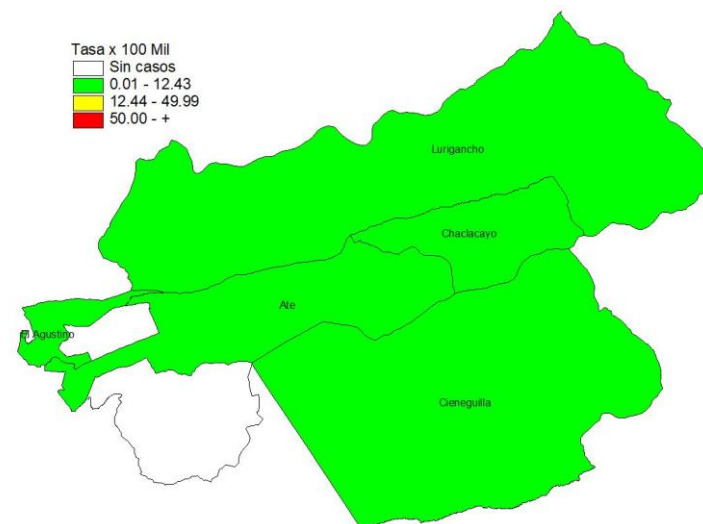 Tasa x 100 Mil
Sin casos
0.01 - 12.43
12.44 - 49.99
50.00 - +
Lurigancho
Chaclacayo
Ate
El Agustino
Cieneguilla